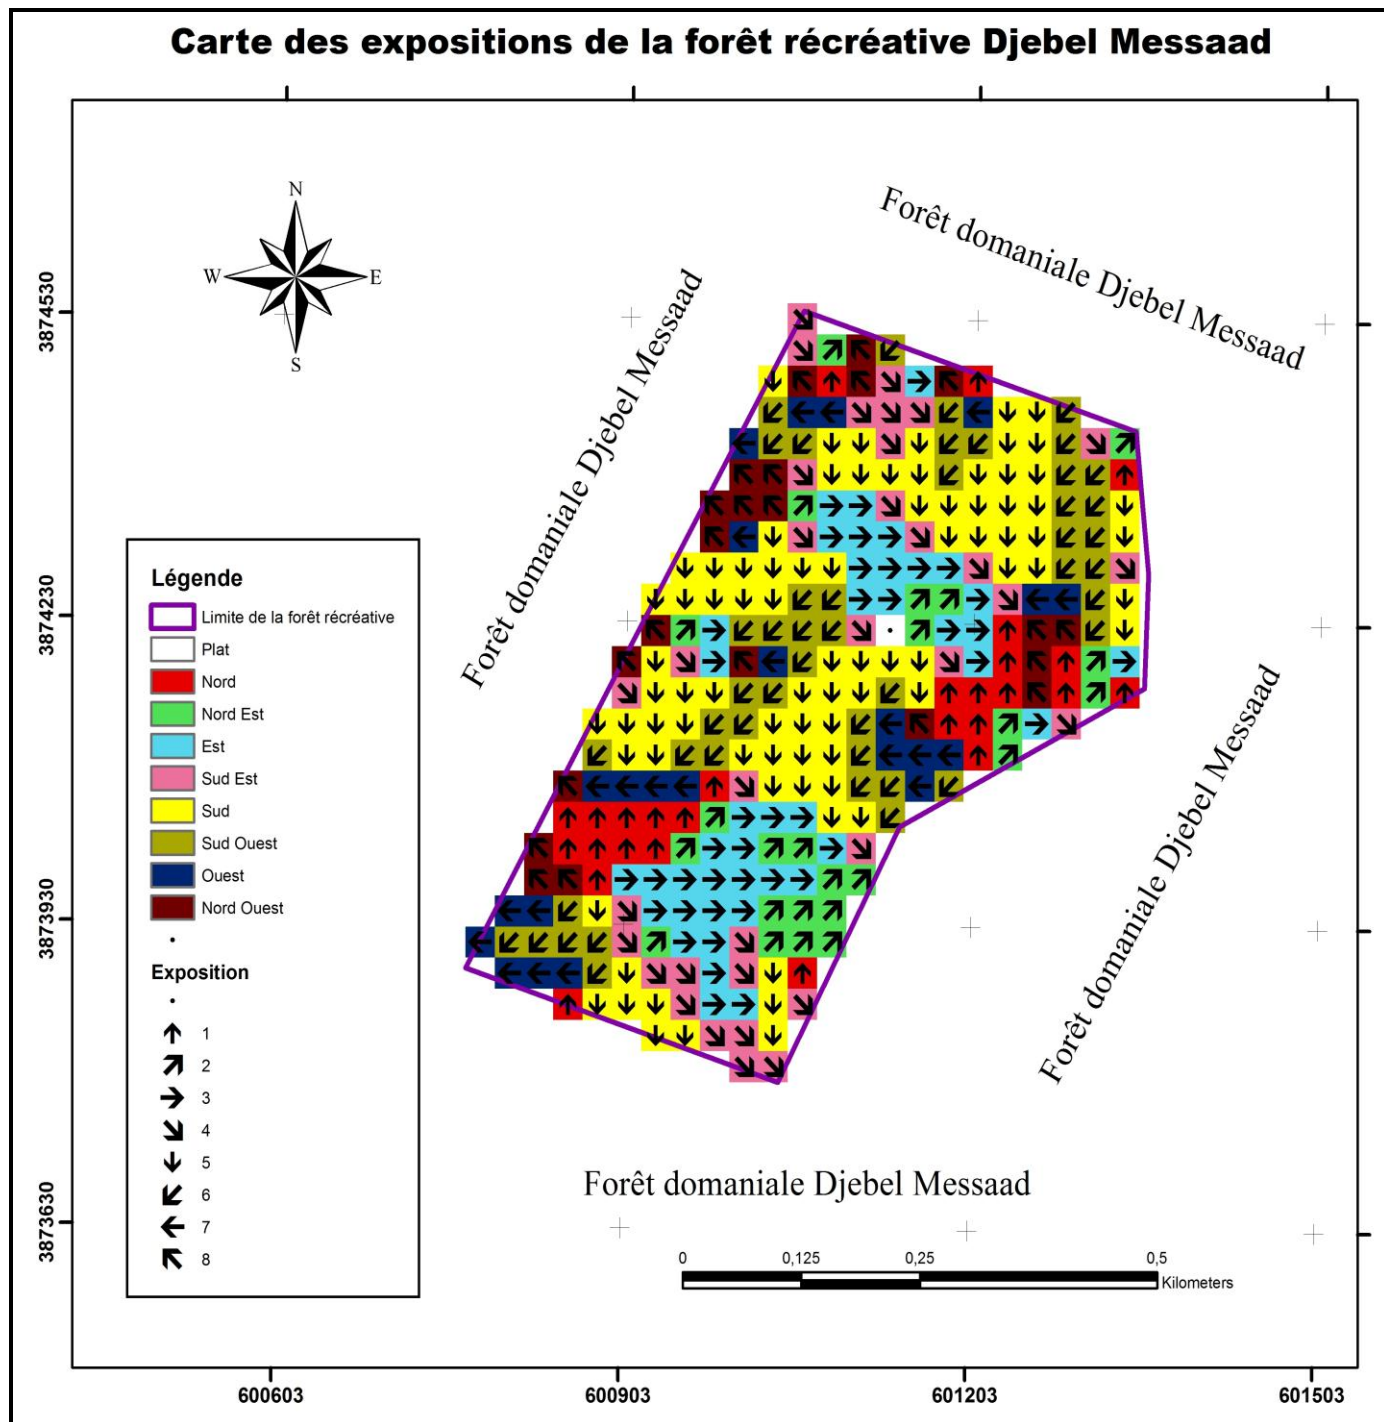 Carte des expositions de la forêt récréative Djebel Messaad
Forêt domaniale Djebel Messaad
Forêt domaniale Djebel Messaad
N
W
E
S
3874530
3874230
3873930
3873630
Légende
Limite de la forêt récréative
Plat
Nord
Nord Est
Est
Sud Est
Sud
Sud Ouest
Ouest
Nord Ouest
Exposition
1
2
3
4
5
6
7
8
Forêt domaniale Djebel Messaad
Forêt domaniale Djebel Messaad
0 0,125 0,25 0,5
Kilometers
600603 600903 601203 601503